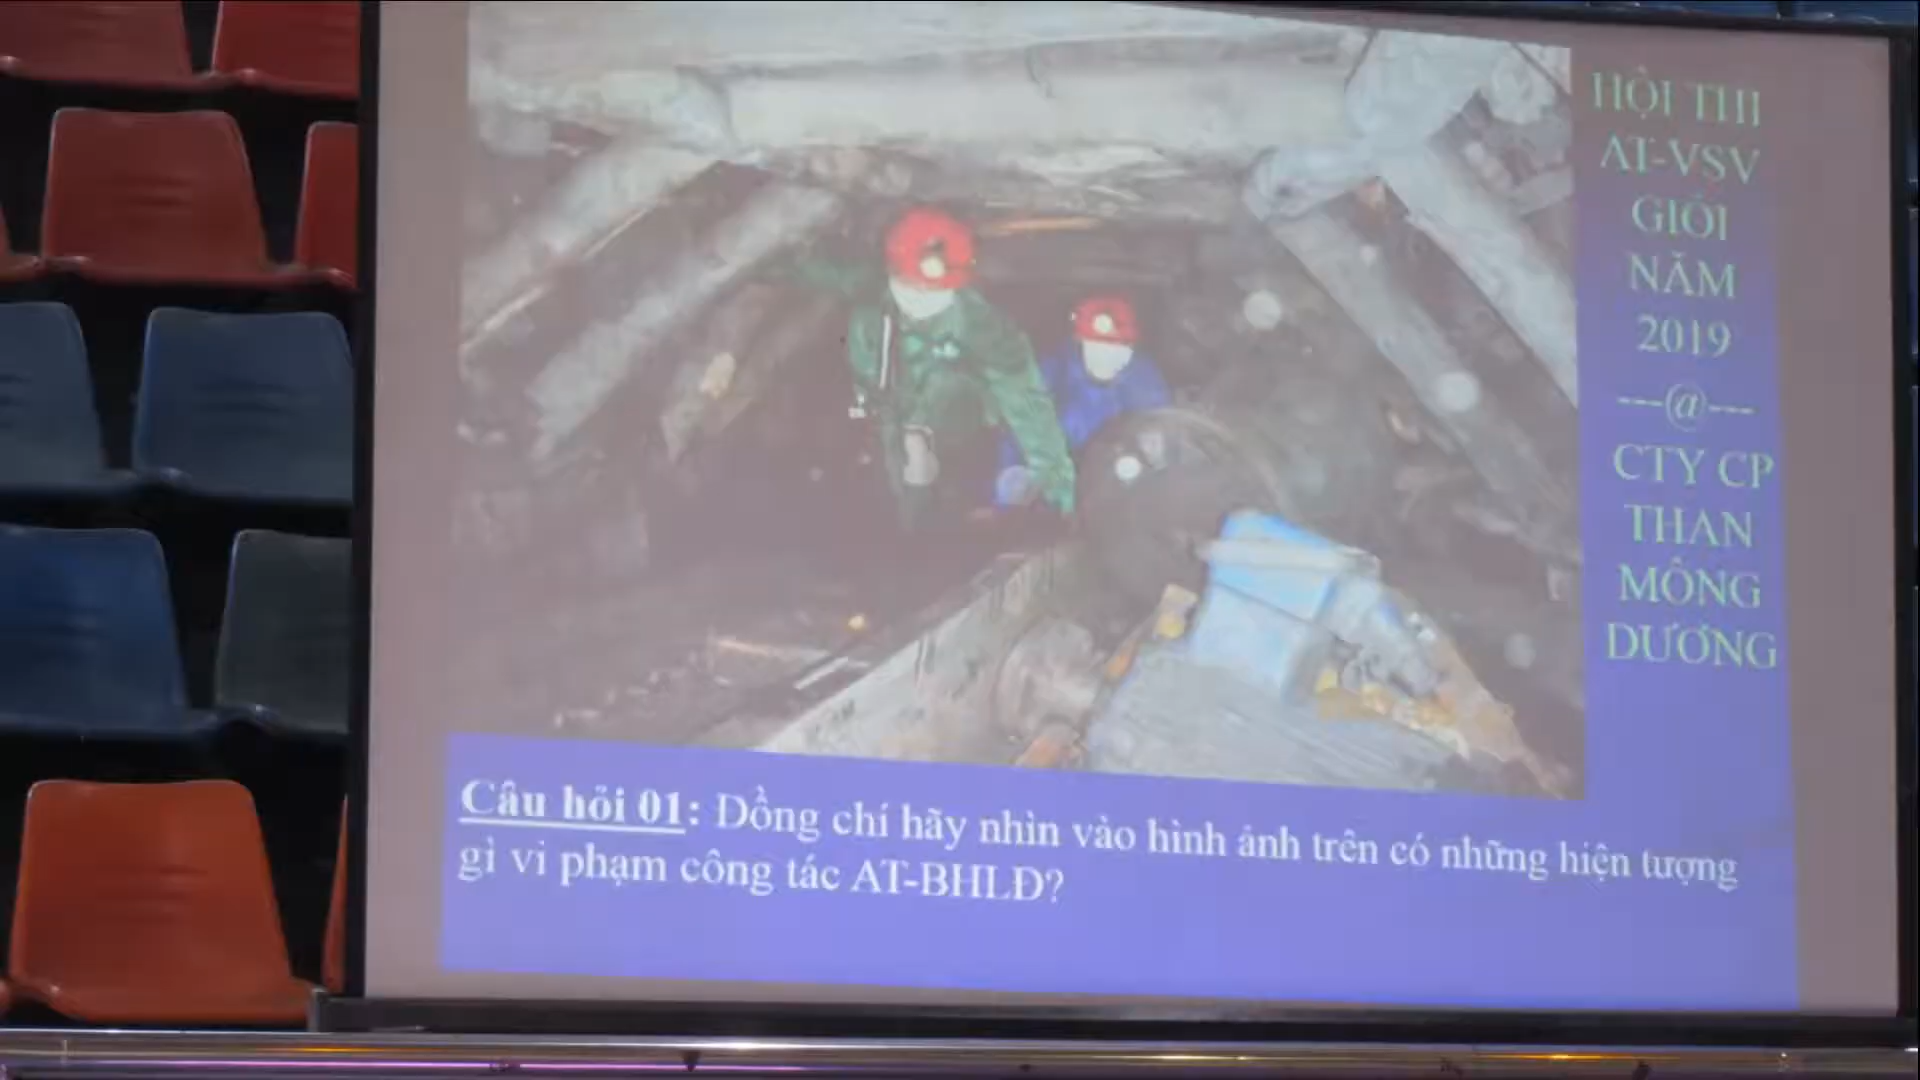 HỘI THI
AT-VSV
GIỎI
NĂM
2019
---@---
CTY CP
THAN
MÔNG
DƯƠNG
Câu hỏi 01: Đồng chí hãy nhìn vào hình ảnh trên có những hiện tượng
gì vi phạm công tác AT-BHLĐ?